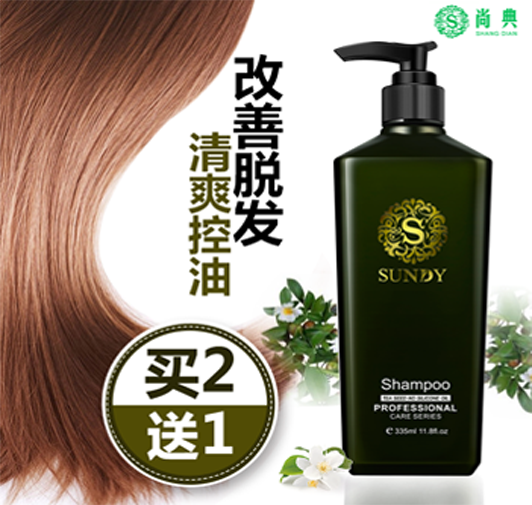 尚典
SHANG DIAN
改善脱发
清爽控油
买2
送1
S
SUNDY
Shampoo
TEA SEED NO SILICONE OIL
PROFESSIONAL
CARE SERIES
e 335ml 11.8fl.oz